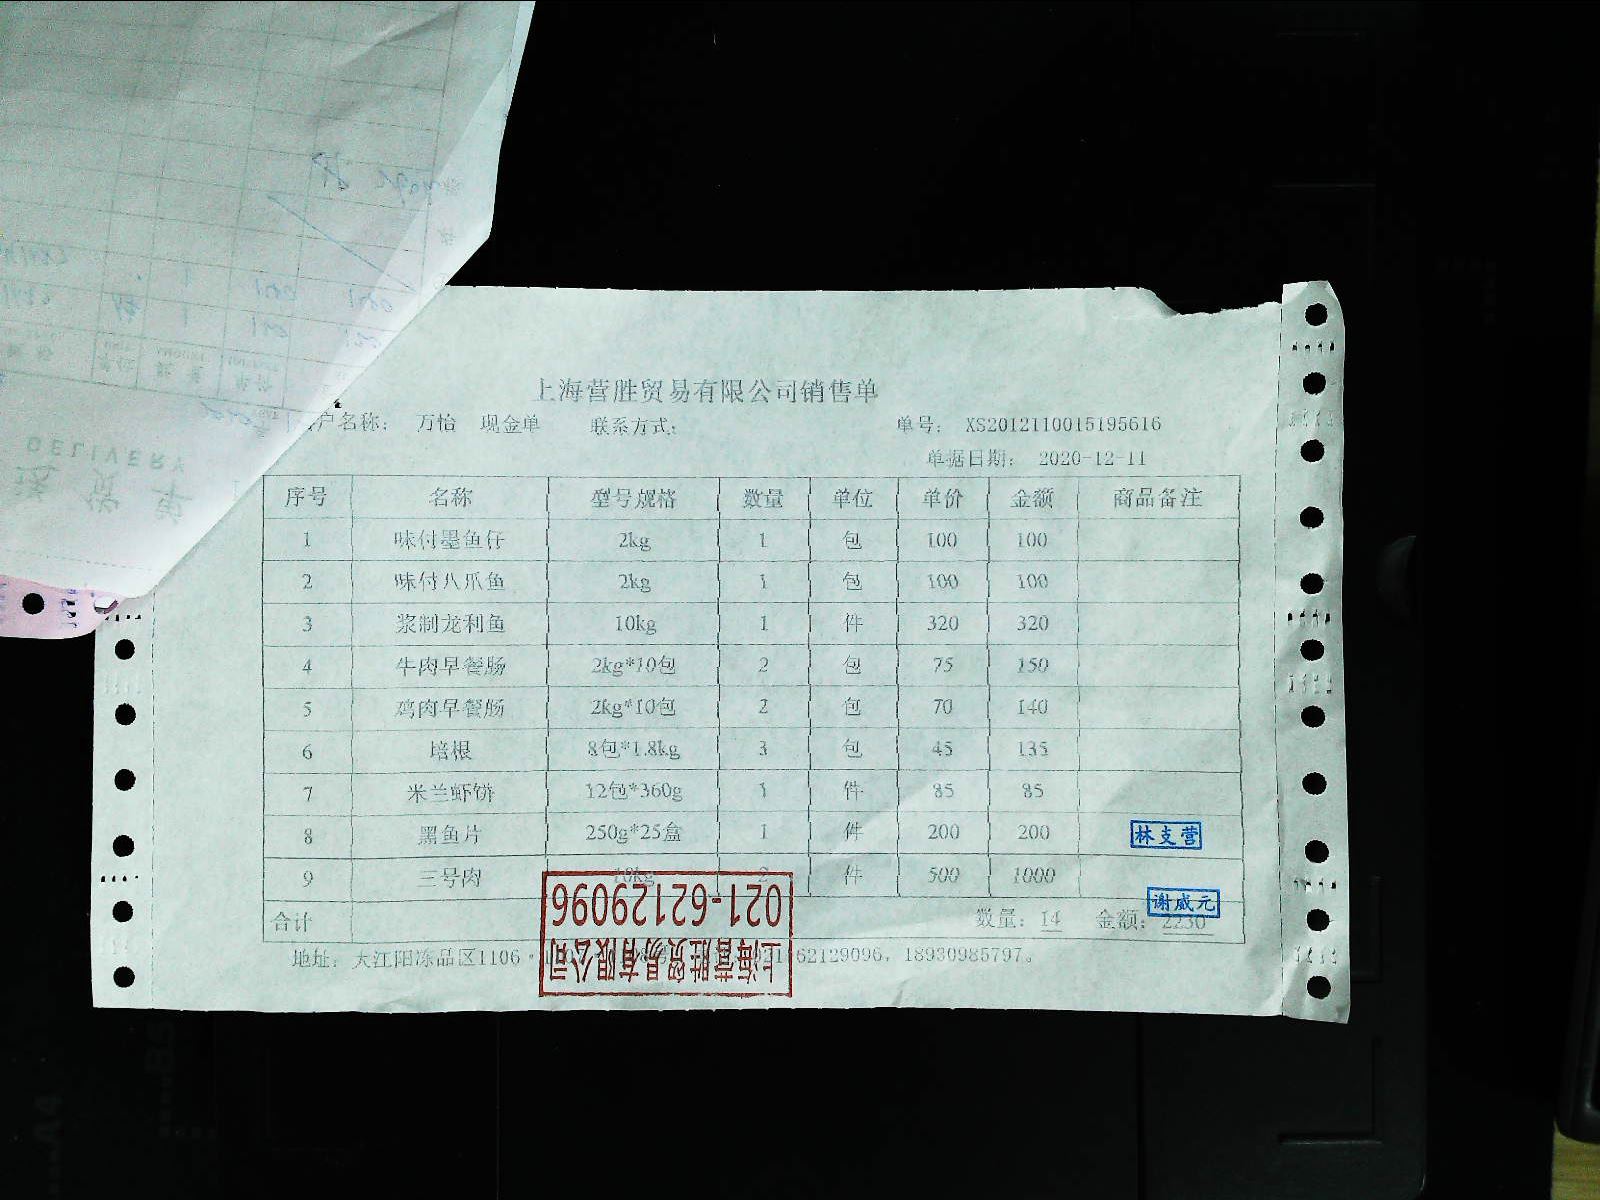 上海营胜贸易有限公司销售单
户名称： 万怡 现金单 联系方式： 单号： XS2012110015195616
单据日期： 2020-12-11
序号 名称 型号规格 数量 单位 单价 金额 商品备注
1 味付墨鱼仔 2kg 1 包 100 100
2 味付八爪鱼 2kg 1 包 100 100
3 浆制龙利鱼 10kg 1 件 320 320
4 牛肉早餐肠 2kg*10包 2 包 75 150
5 鸡肉早餐肠 2kg*10包 2 包 70 140
6 培根 8包*1.8kg 3 包 45 135
7 米兰虾饼 12包*360g 1 件 85 85
8 黑鱼片 250g*25盒 1 件 200 200
林支营
9 三号肉 10kg 2 件 500 1000
谢威元
合计 数量：14 金额：2230
地址： 大江阳冻品区1106 021-62129096，18930985797。
021-62129096
上海营胜贸易有限公司
DELIVERY
送货单